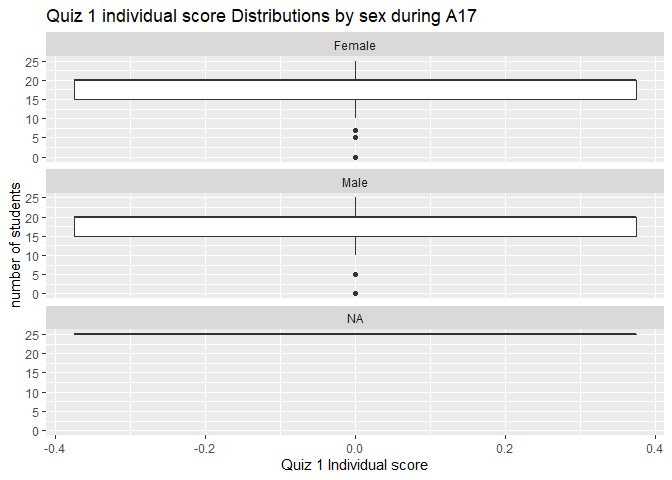 Quiz 1 individual score Distributions by sex during A17
Female
25
20
15
10
5
0
Male
25
20
15
10
5
0
NA
25
20
15
10
5
0
number of students
-0.4 -0.2 0.0 0.2 0.4
Quiz 1 Individual score